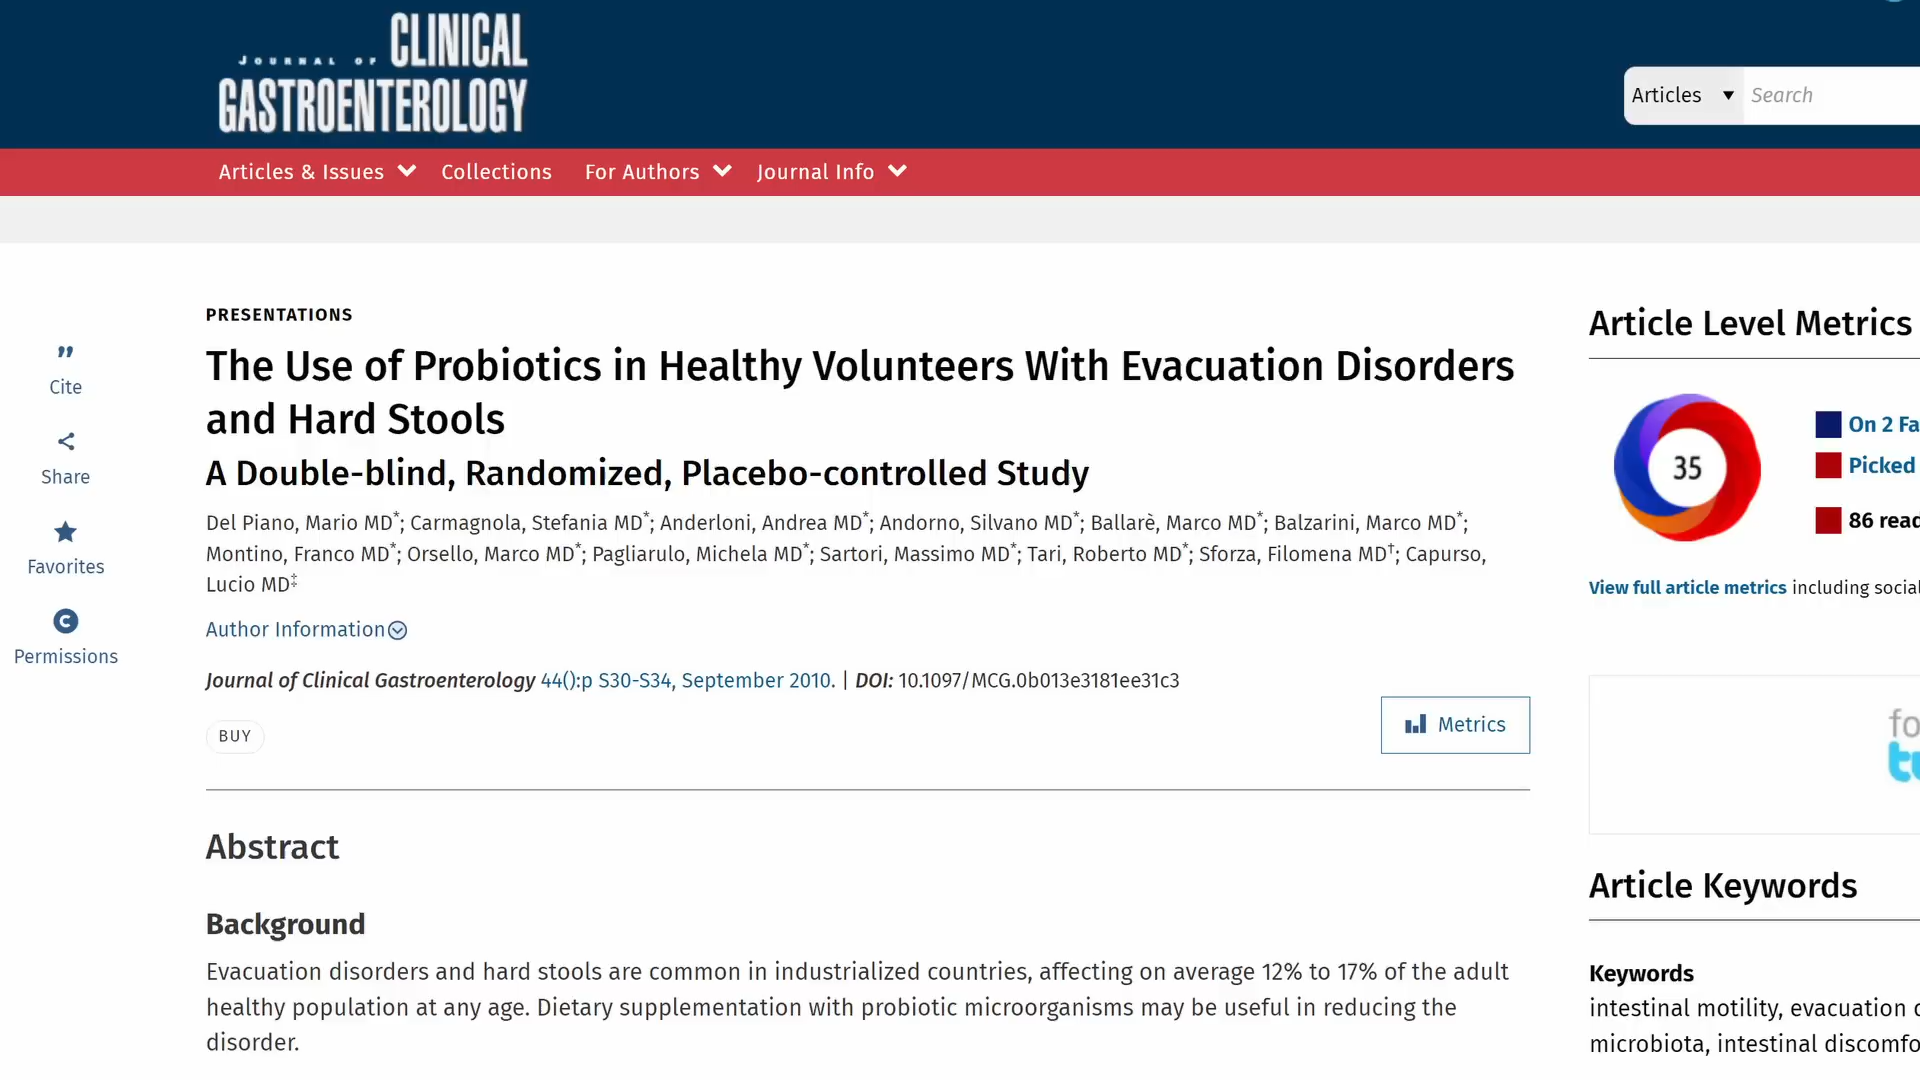 JOURNAL OF CLINICAL
GASTROENTEROLOGY
Articles ▼ Search
Articles & Issues Collections For Authors Journal Info
PRESENTATIONS
The Use of Probiotics in Healthy Volunteers With Evacuation Disorders
and Hard Stools
A Double-blind, Randomized, Placebo-controlled Study
Del Piano, Mario MD*; Carmagnola, Stefania MD*; Anderloni, Andrea MD*; Andorno, Silvano MD*; Ballarè, Marco MD*; Balzarini, Marco MD*;
Montino, Franco MD*; Orsello, Marco MD*; Pagliarulo, Michela MD*; Sartori, Massimo MD*; Tari, Roberto MD*; Sforza, Filomena MD†; Capurso,
Lucio MD‡
Author Information
Journal of Clinical Gastroenterology 44():p S30-S34, September 2010. | DOI: 10.1097/MCG.0b013e3181ee31c3
BUY
Metrics
Cite
Share
Favorites
Permissions
Abstract
Background
Evacuation disorders and hard stools are common in industrialized countries, affecting on average 12% to 17% of the adult
healthy population at any age. Dietary supplementation with probiotic microorganisms may be useful in reducing the
disorder.
Article Level Metrics
35
On 2 Fa
Picked
86 read
View full article metrics including social
fo
Article Keywords
Keywords
intestinal motility, evacuation
microbiota, intestinal discomfo